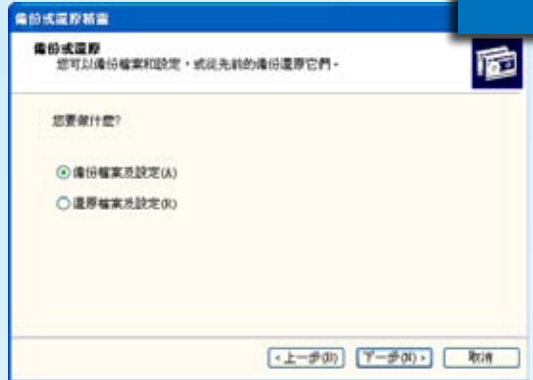 備份或還原精靈
備份或還原
您可以備份檔案和設定，或從先前的備份還原它們。
您要做什麼?
備份檔案及設定(A)
還原檔案及設定(R)
<上一步(B) 下一步(N)> 取消